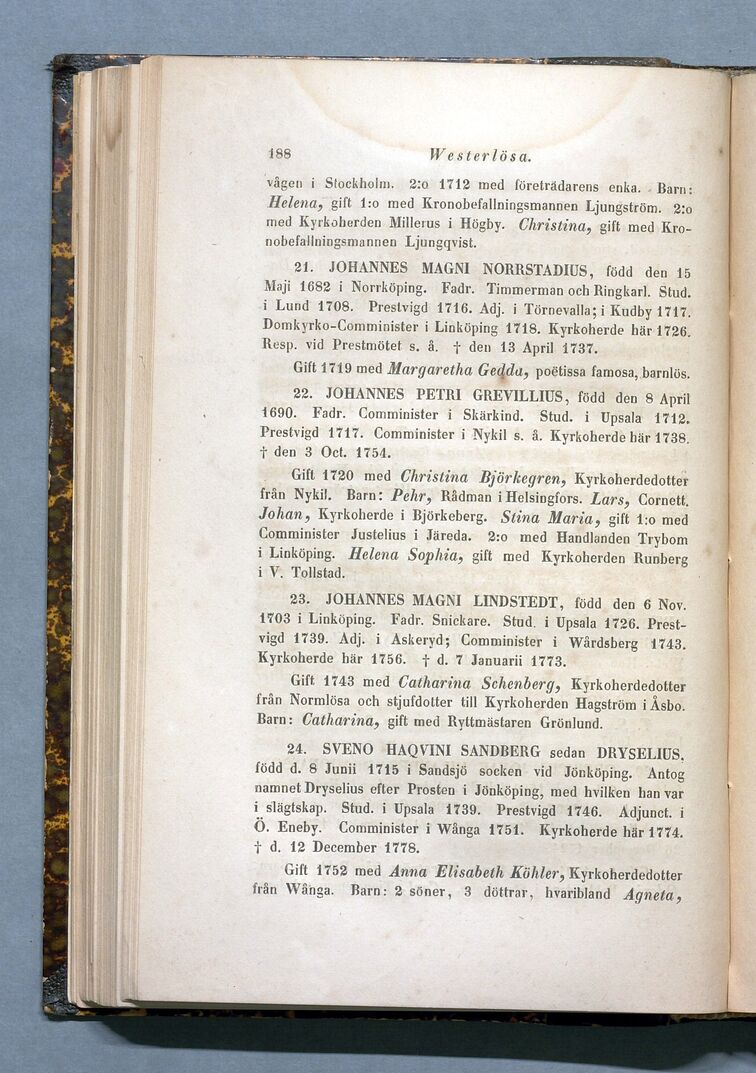 188 Westerlösa.
vågen i Stockholm. 2:o 1712 med företrädarens enka. Barn:
Helena, gift 1:o med Kronobefallningsmannen Ljungström. 2:o
med Kyrkoherden Millerus i Högby. Christina, gift med Kro-
nobefallningsmannen Ljungqvist.
21. JOHANNES MAGNI NORRSTADIUS, född den 15
Maji 1682 i Norrköping. Fadr. Timmerman och Ringkarl. Stud.
i Lund 1708. Prestvigd 1716. Adj. i Törnevalla; i Kudby 1717.
Domkyrko-Comminister i Linköping 1718. Kyrkoherde här 1726.
Resp. vid Prestmötet s. å. † den 13 April 1737.
Gift 1719 med Margaretha Gedda, poëtissa famosa, barnlös.
22. JOHANNES PETRI GREVILLIUS, född den 8 April
1690. Fadr. Comminister i Skärkind. Stud. i Upsala 1712.
Prestvigd 1717. Comminister i Nykil s. å. Kyrkoherde här 1738.
† den 3 Oct. 1754.
Gift 1720 med Christina Björkegren, Kyrkoherdedotter
från Nykil. Barn: Pehr, Rådman i Helsingfors. Lars, Cornett.
Johan, Kyrkoherde i Björkeberg. Stina Maria, gift 1:o med
Comminister Justelius i Järeda. 2:o med Handlanden Trybom
i Linköping. Helena Sophia, gift med Kyrkoherden Runberg
i V. Tollstad.
23. JOHANNES MAGNI LINDSTEDT, född den 6 Nov.
1703 i Linköping. Fadr. Snickare. Stud. i Upsala 1726. Prest-
vigd 1739. Adj. i Askeryd; Comminister i Wårdsberg 1743.
Kyrkoherde här 1756. † d. 7 Januarii 1773.
Gift 1743 med Catharina Schenberg, Kyrkoherdedotter
från Normlösa och stjufdotter till Kyrkoherden Hagström i Åsbo.
Barn: Catharina, gift med Ryttmästaren Grönlund.
24. SVENO HAQVINI SANDBERG sedan DRYSELIUS,
född d. 8 Junii 1715 i Sandsjö socken vid Jönköping. Antog
namnet Dryselius efter Prosten i Jönköping, med hvilken han var
i slägtskap. Stud. i Upsala 1739. Prestvigd 1746. Adjunct. i
Ö. Eneby. Comminister i Wånga 1751. Kyrkoherde här 1774.
† d. 12 December 1778.
Gift 1752 med Anna Elisabeth Köhler, Kyrkoherdedotter
från Wånga. Barn: 2 söner, 3 döttrar, hvaribland Agneta,